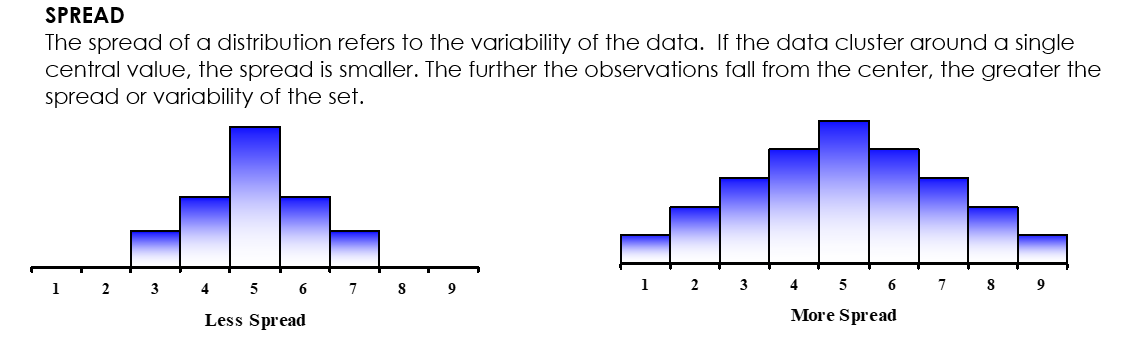 SPREAD
The spread of a distribution refers to the variability of the data.  If the data cluster around a single
central value, the spread is smaller. The further the observations fall from the center, the greater the
spread or variability of the set.
1 2 3 4 5 6 7 8 9
Less Spread
1 2 3 4 5 6 7 8 9
More Spread